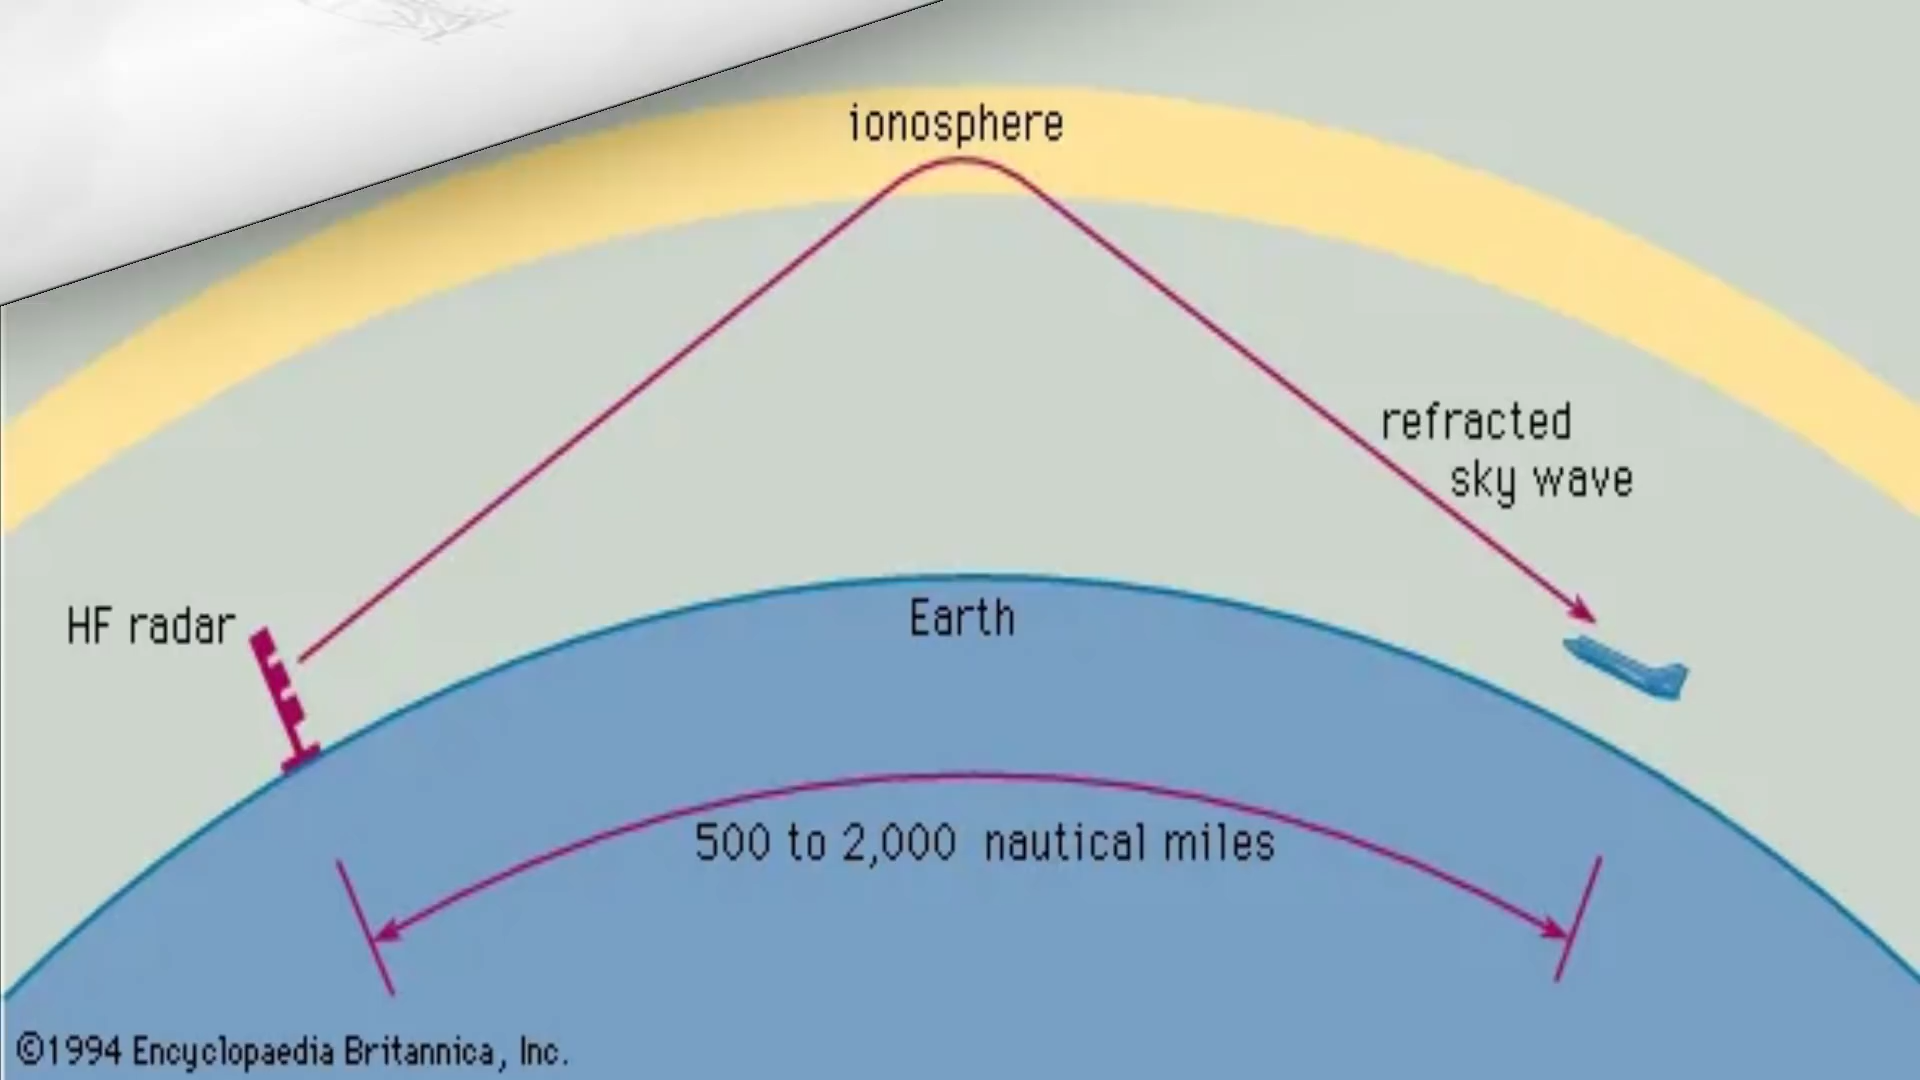 ionosphere
refracted
sky wave
HF radar
Earth
500 to 2,000 nautical miles
©1994 Encyclopaedia Britannica, Inc.